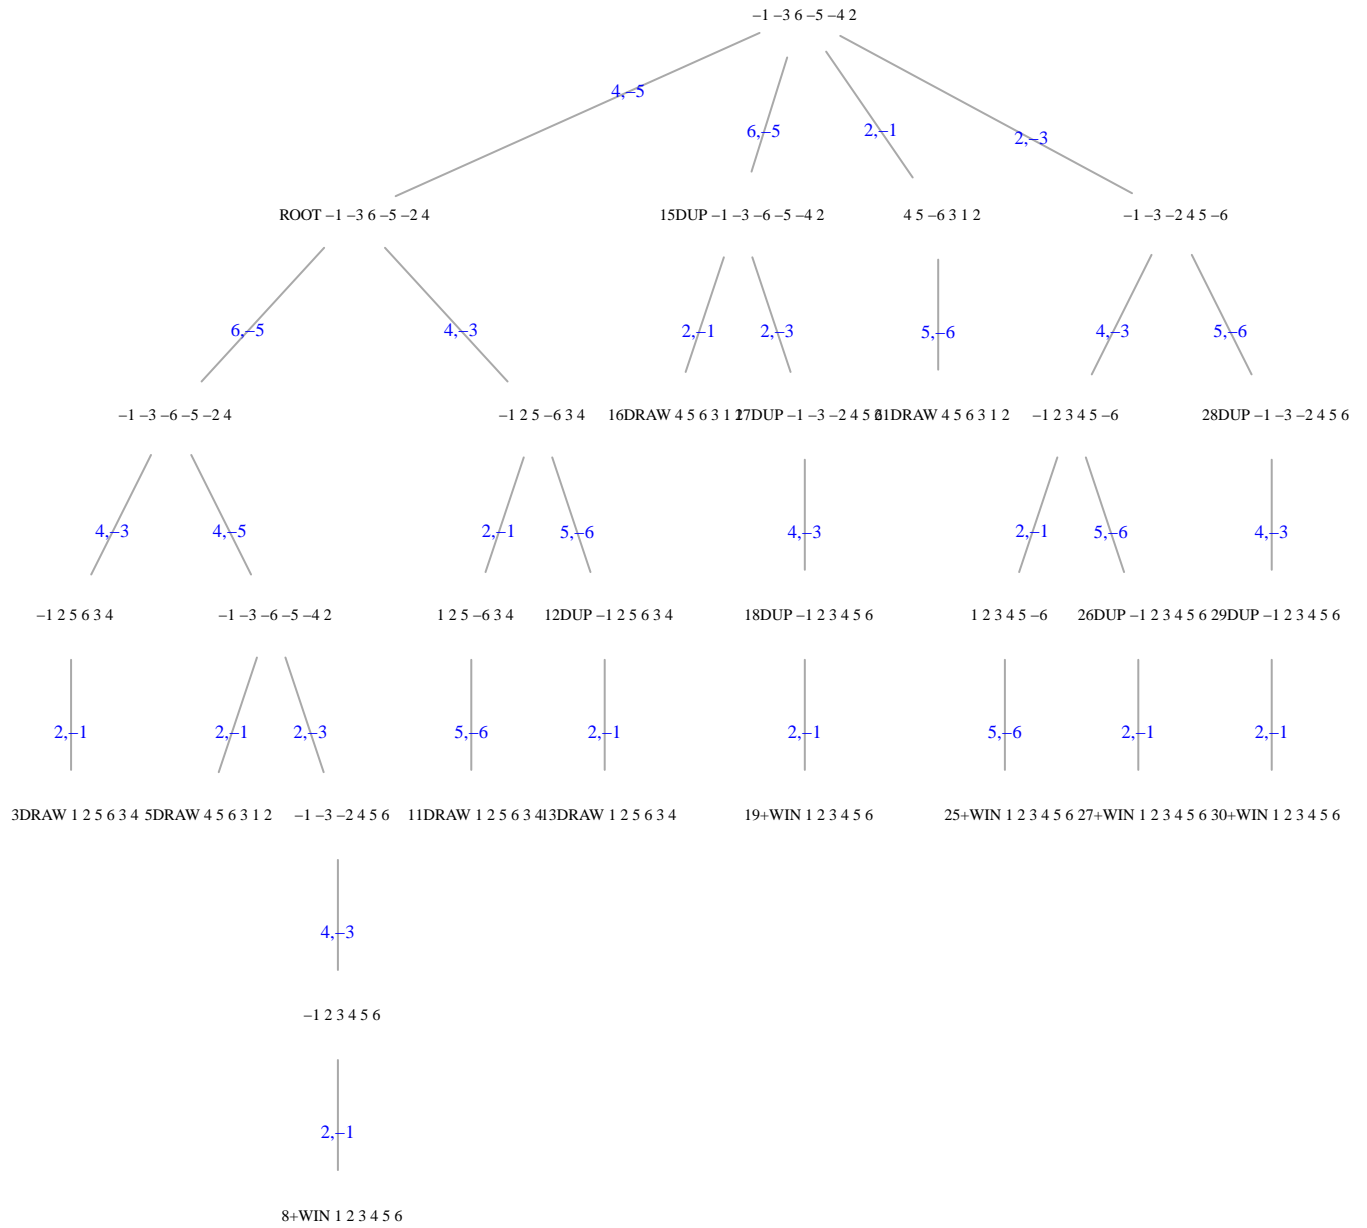 –1 –3 6 –5 –4 2
4,–5
6,–5
2,–1
2,–3
ROOT –1 –3 6 –5 –2 4
15DUP –1 –3 –6 –5 –4 2
4 5 –6 3 1 2
–1 –3 –2 4 5 –6
6,–5
4,–3
2,–1
2,–3
5,–6
4,–3
5,–6
–1 –3 –6 –5 –2 4
–1 2 5 –6 3 4
16DRAW 4 5 6 3 1 2
17DUP –1 –3 –2 4 5 6
21DRAW 4 5 6 3 1 2
–1 2 3 4 5 –6
28DUP –1 –3 –2 4 5 6
4,–3
4,–5
2,–1
5,–6
4,–3
2,–1
5,–6
4,–3
–1 2 5 6 3 4
–1 –3 –6 –5 –4 2
1 2 5 –6 3 4
12DUP –1 2 5 6 3 4
18DUP –1 2 3 4 5 6
1 2 3 4 5 –6
26DUP –1 2 3 4 5 6
29DUP –1 2 3 4 5 6
2,–1
2,–1
2,–3
5,–6
2,–1
2,–1
5,–6
2,–1
2,–1
3DRAW 1 2 5 6 3 4
5DRAW 4 5 6 3 1 2
–1 –3 –2 4 5 6
11DRAW 1 2 5 6 3 4
13DRAW 1 2 5 6 3 4
19+WIN 1 2 3 4 5 6
25+WIN 1 2 3 4 5 6
27+WIN 1 2 3 4 5 6
30+WIN 1 2 3 4 5 6
4,–3
–1 2 3 4 5 6
2,–1
8+WIN 1 2 3 4 5 6